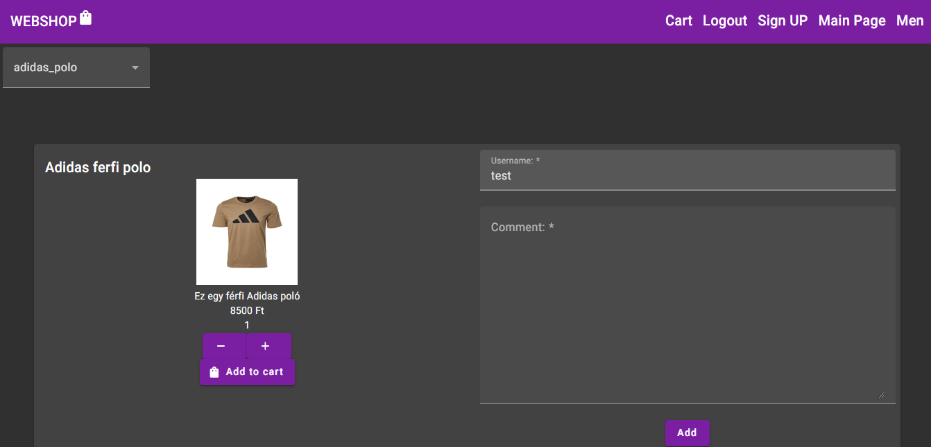 WEBSHOP
Cart Logout Sign UP Main Page Men
adidas_polo
Adidas ferfi polo
Ez egy férfi Adidas poló
8500 Ft
1
− +
Add to cart
Username: *
test
Comment: *
Add